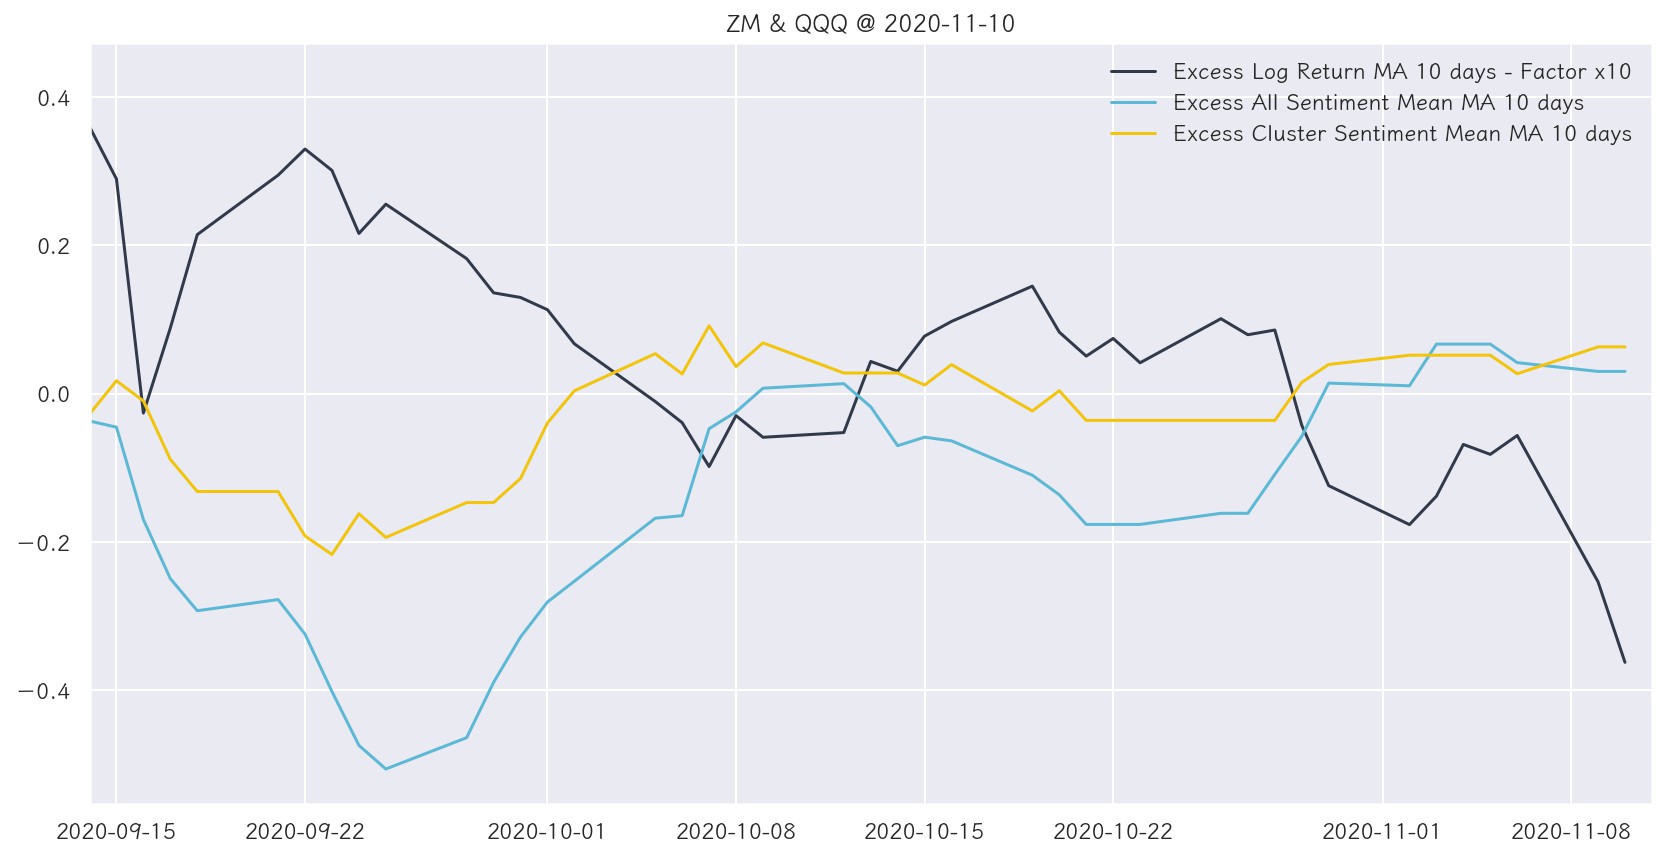 ZM & QQQ @ 2020-11-10
Excess Log Return MA 10 days - Factor x10
Excess All Sentiment Mean MA 10 days
Excess Cluster Sentiment Mean MA 10 days
0.4
0.2
0.0
−0.2
−0.4
2020-09-15 2020-09-22 2020-10-01 2020-10-08 2020-10-15 2020-10-22 2020-11-01 2020-11-08